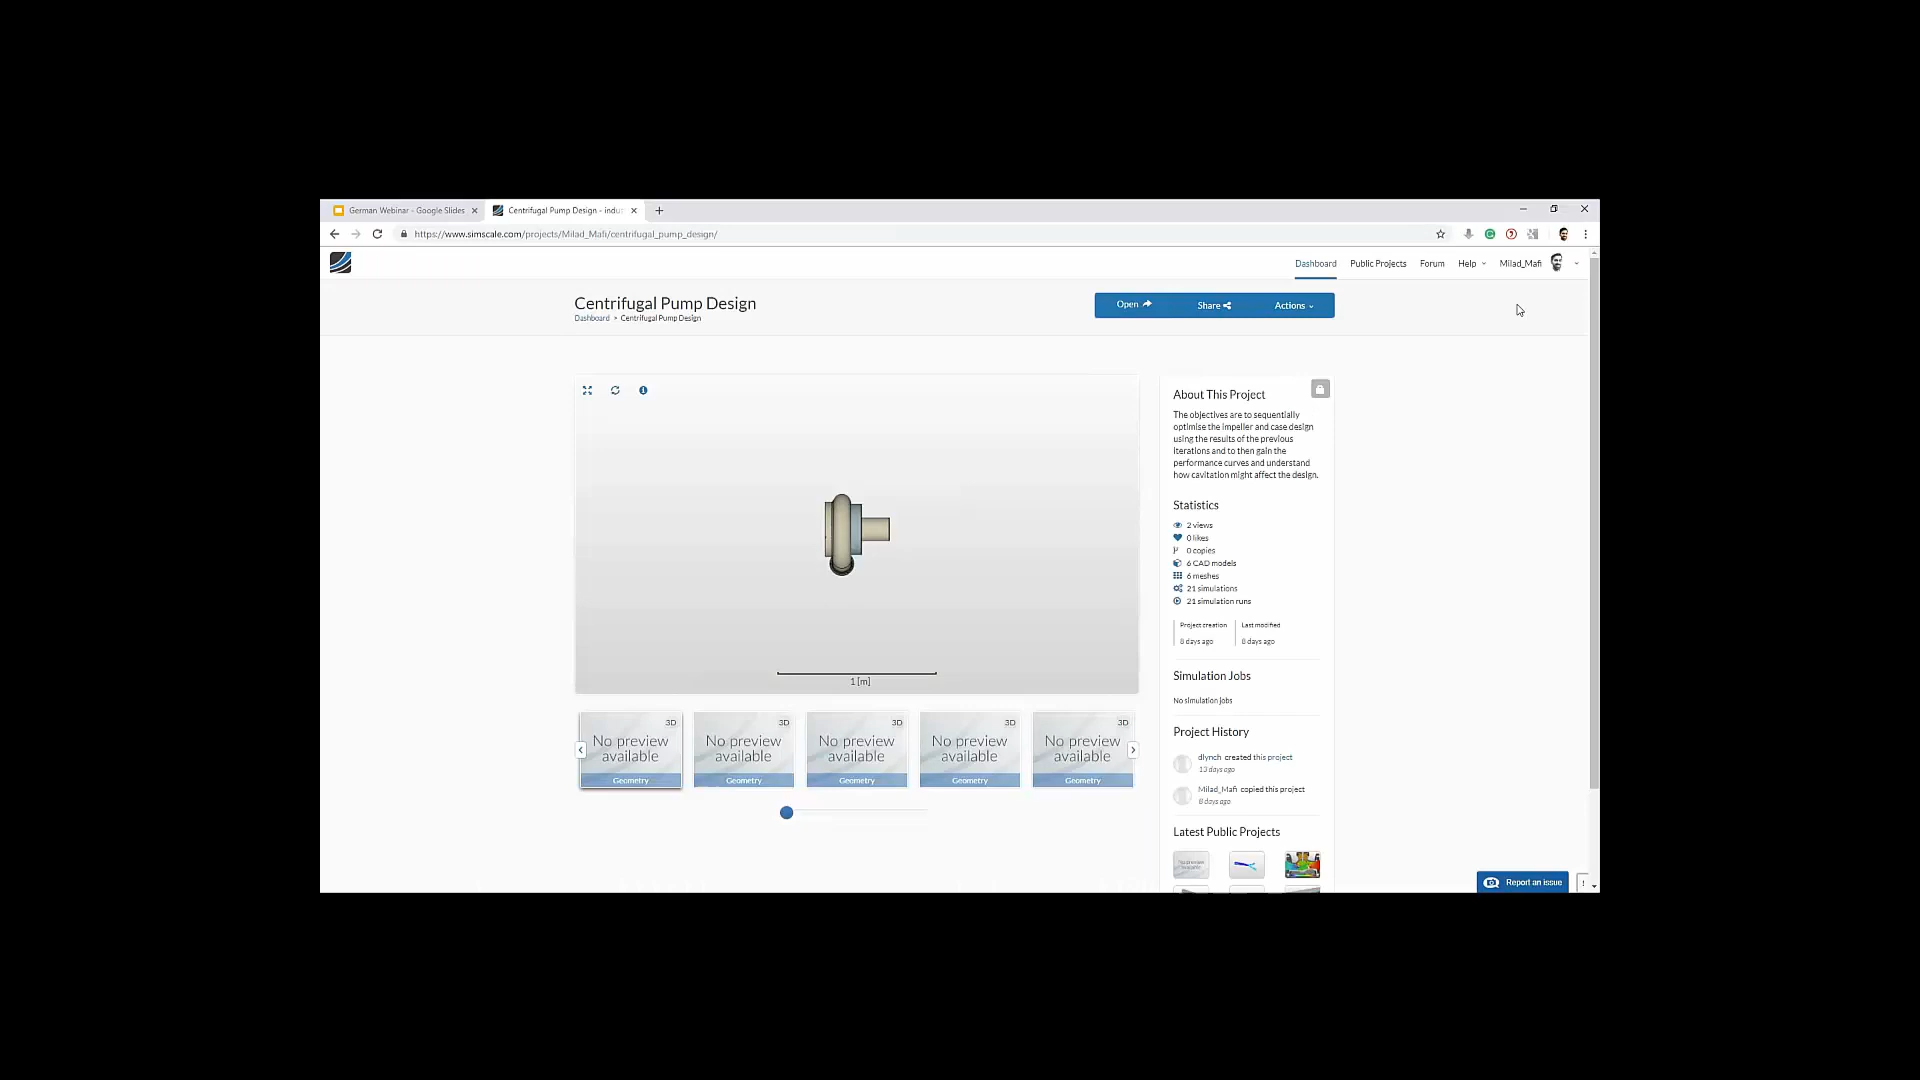 German Webinar - Google Slides
Centrifugal Pump Design - indu
https://www.simscale.com/projects/Milad_Mafi/centrifugal_pump_design/
Dashboard
Public Projects
Forum
Help
Milad_Mafi
Centrifugal Pump Design
Dashboard > Centrifugal Pump Design
Open
Share
Actions
1 [m]
3D
No preview
available
Geometry
3D
No preview
available
Geometry
3D
No preview
available
Geometry
3D
No preview
available
Geometry
3D
No preview
available
Geometry
About This Project
The objectives are to sequentially
optimise the impeller and case design
using the results of the previous
iterations and to then gain the
performance curves and understand
how cavitation might affect the design.
Statistics
2 views
0 likes
0 copies
6 CAD models
6 meshes
21 simulations
21 simulation runs
Project creation
8 days ago
Last modified
8 days ago
Simulation Jobs
No simulation jobs
Project History
dlynch created this project
13 days ago
Milad_Mafi copied this project
8 days ago
Latest Public Projects
No preview
available
Report an issue